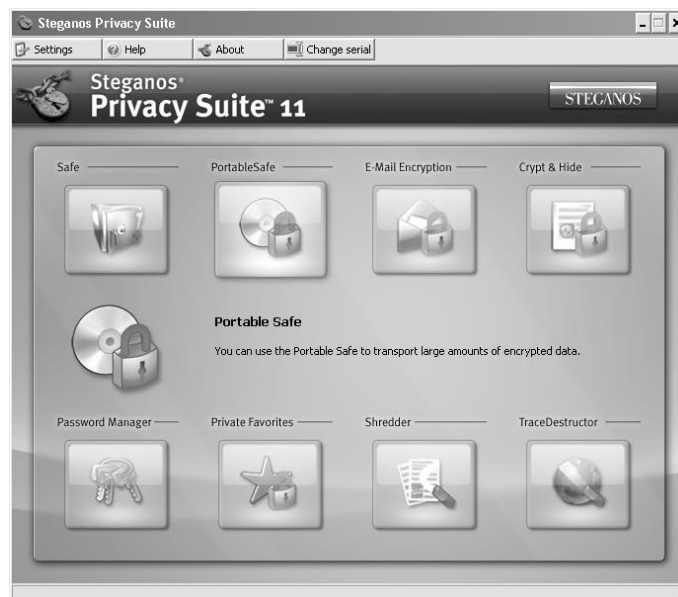 Steganos Privacy Suite
Settings Help About Change serial
Steganos®
Privacy Suite™ 11
STEGANOS
Safe PortableSafe E-Mail Encryption Crypt & Hide
Portable Safe
You can use the Portable Safe to transport large amounts of encrypted data.
Password Manager Private Favorites Shredder TraceDestructor